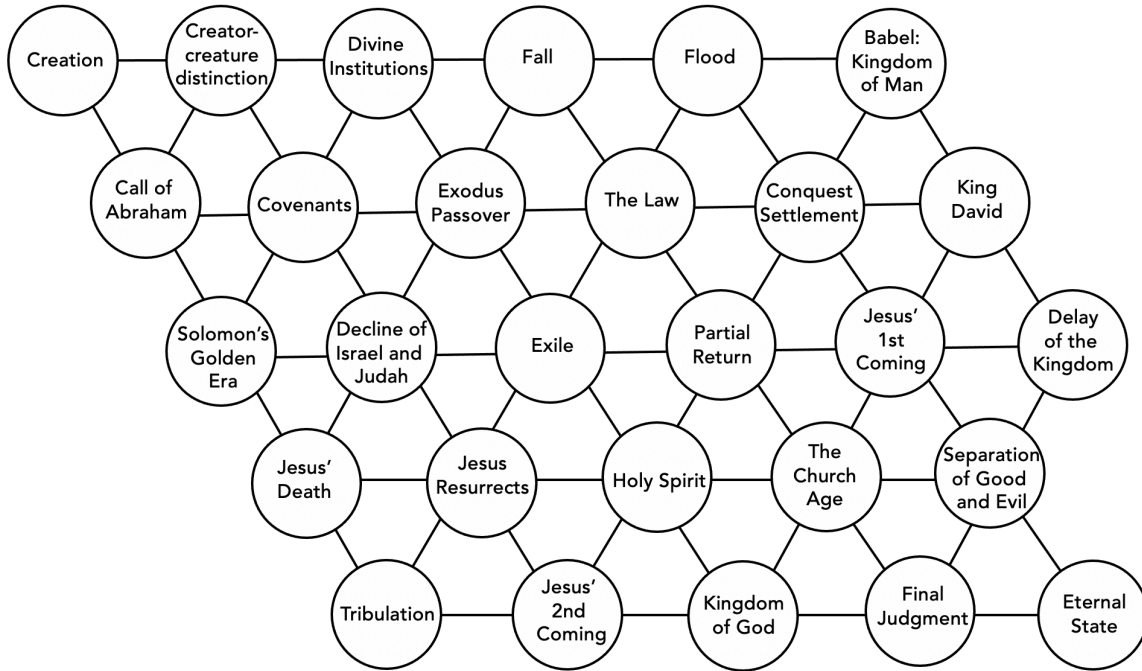 Creation
Creator-
creature
distinction
Divine
Institutions
Fall
Flood
Babel:
Kingdom
of Man
Call of
Abraham
Covenants
Exodus
Passover
The Law
Conquest
Settlement
King
David
Solomon's
Golden
Era
Decline of
Israel and
Judah
Exile
Partial
Return
Jesus'
1st
Coming
Delay
of the
Kingdom
Jesus'
Death
Jesus
Resurrects
Holy Spirit
The
Church
Age
Separation
of Good
and Evil
Tribulation
Jesus'
2nd
Coming
Kingdom
of God
Final
Judgment
Eternal
State